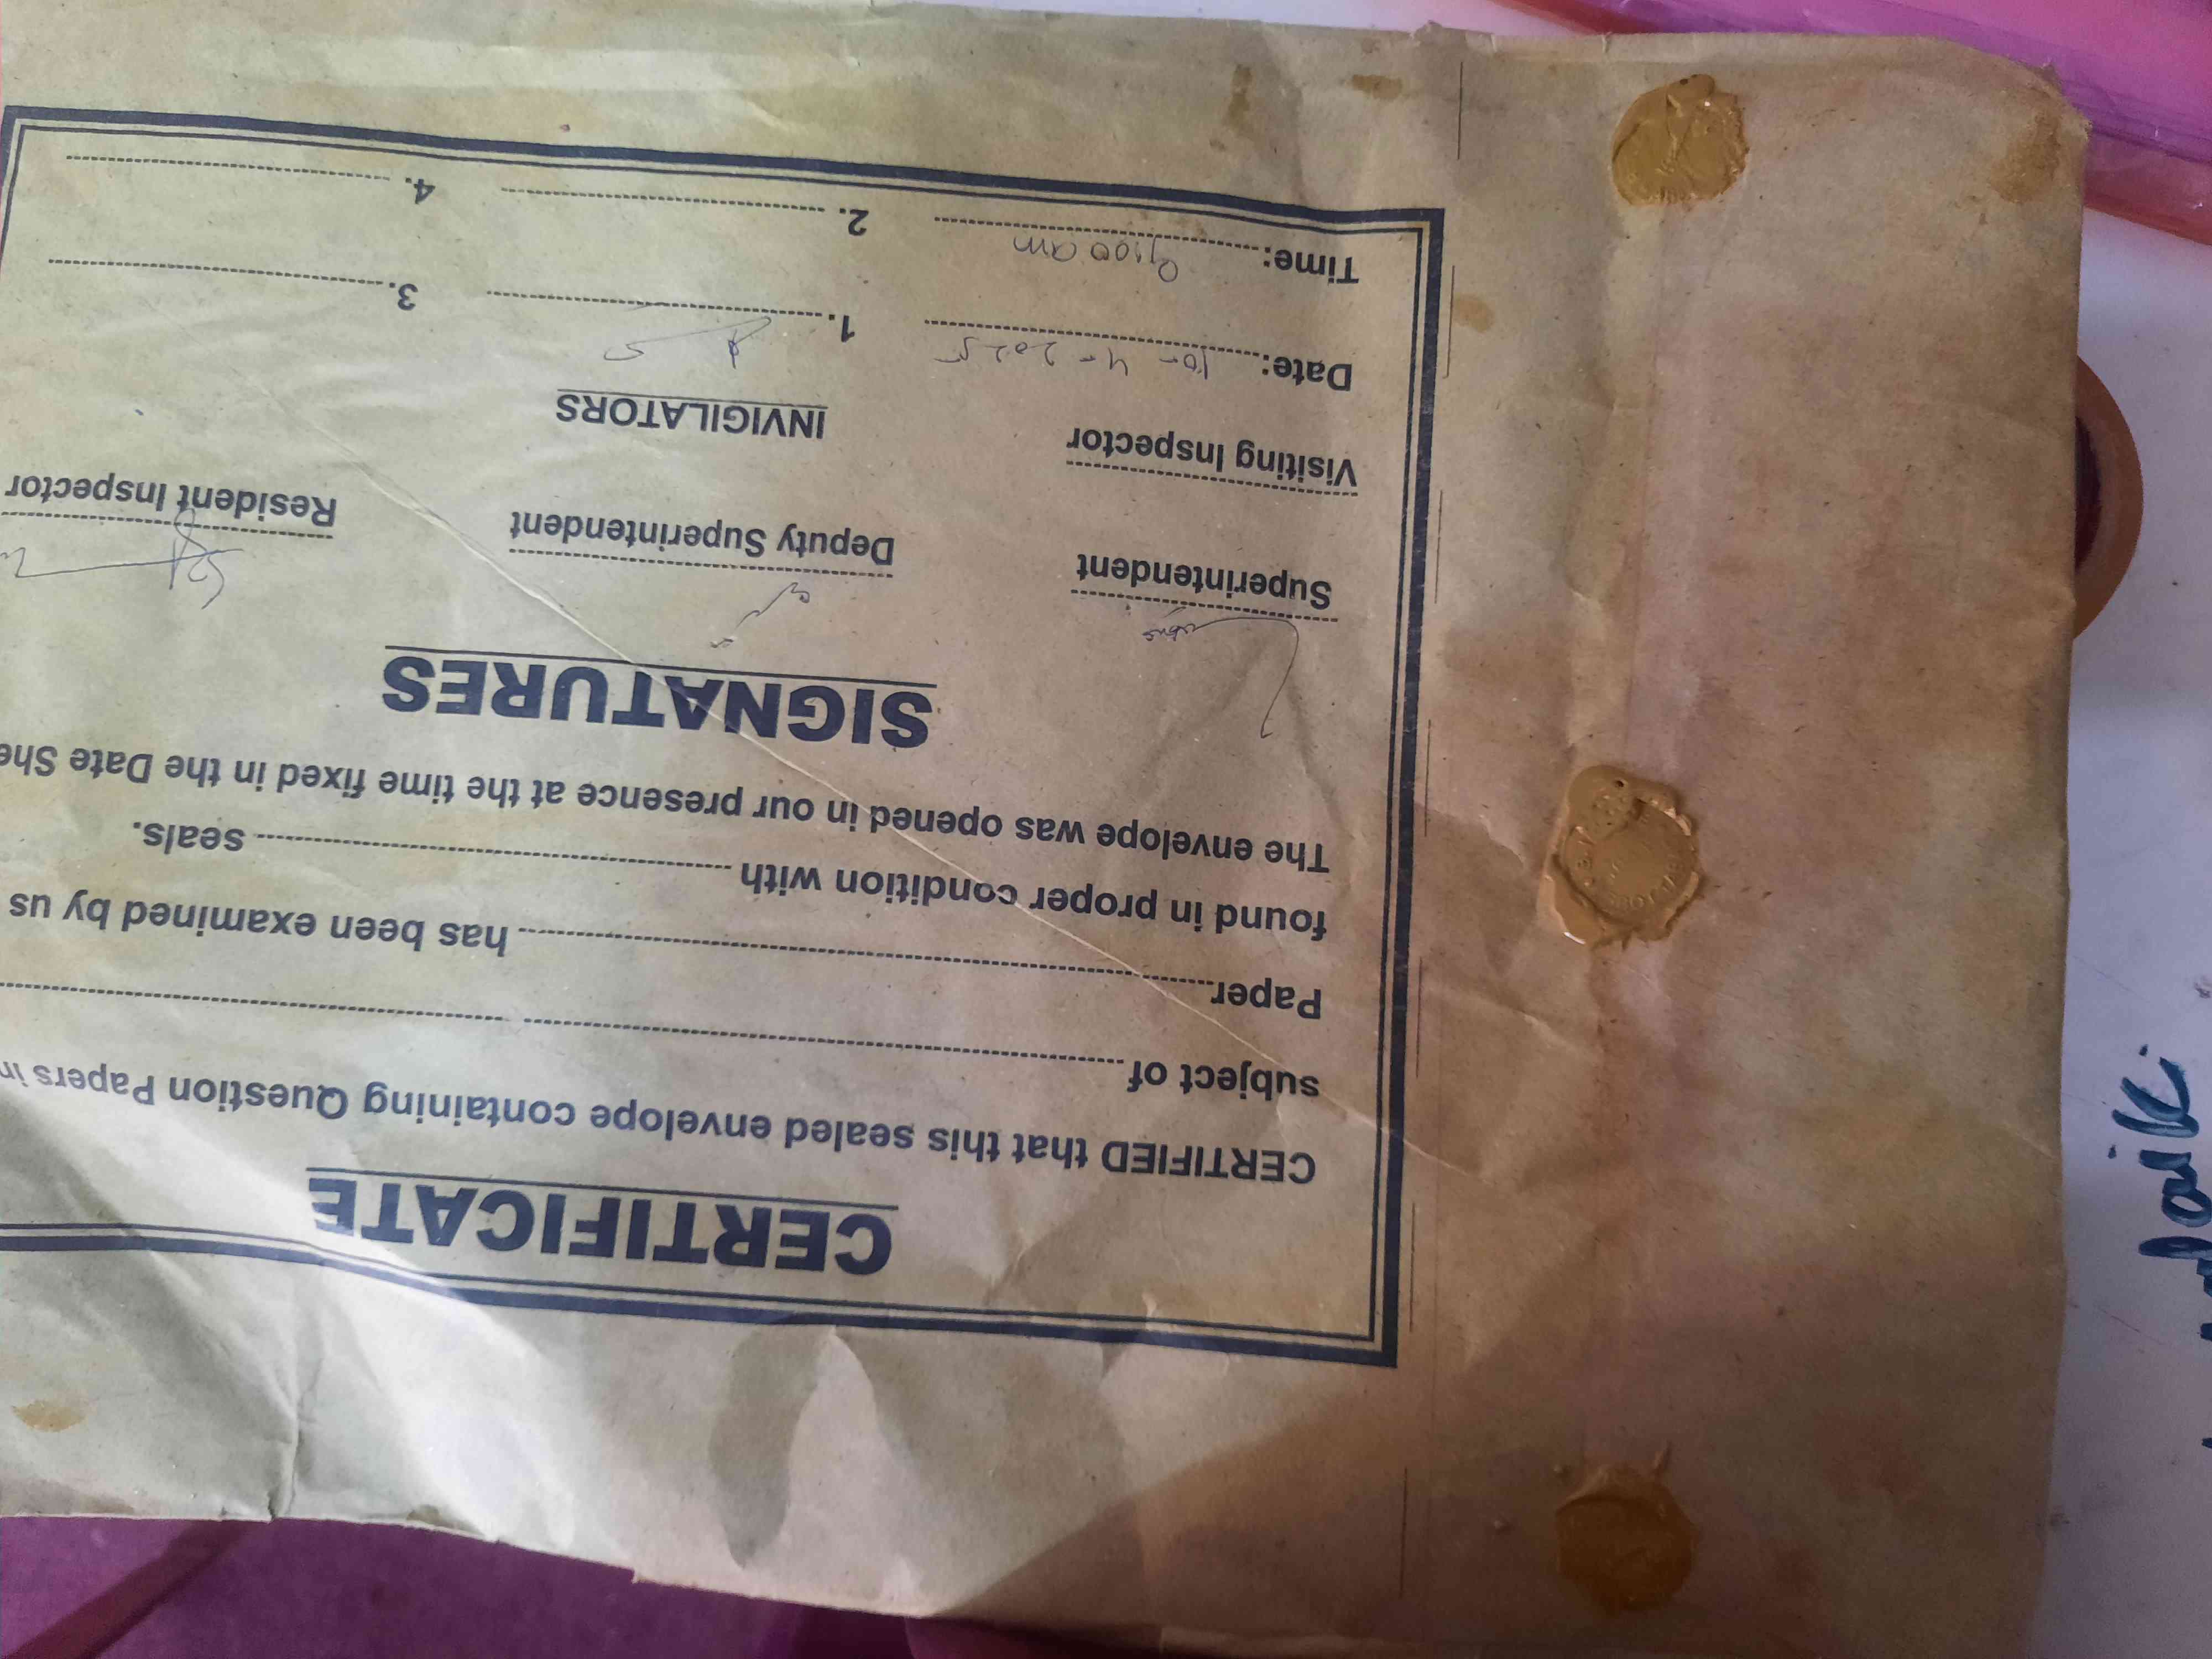 CERTIFICATE
CERTIFIED that this sealed envelope containing Question Papers in
subject of
Paper has been examined by us
found in proper condition with seals.
The envelope was opened in our presence at the time fixed in the Date She
SIGNATURES
Superintendent Deputy Superintendent Resident Inspector
Visiting Inspector INVIGILATORS
Date: 10-4-2025 1. 3.
Time: 9:00 am 2. 4.